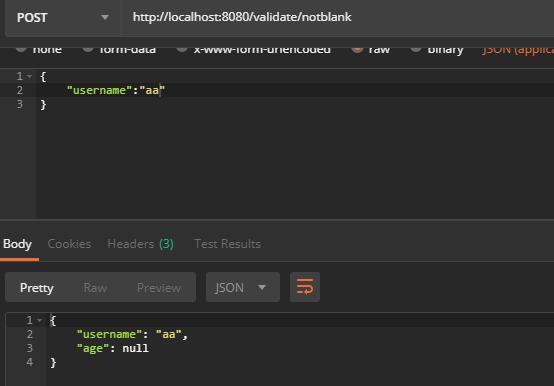 POST http://localhost:8080/validate/notblank
none form-data x-www-form-urlencoded raw binary JSON (applica
1 {
2 "username":"aa"
3 }
Body Cookies Headers (3) Test Results
Pretty Raw Preview JSON
1 {
2 "username": "aa",
3 "age": null
4 }